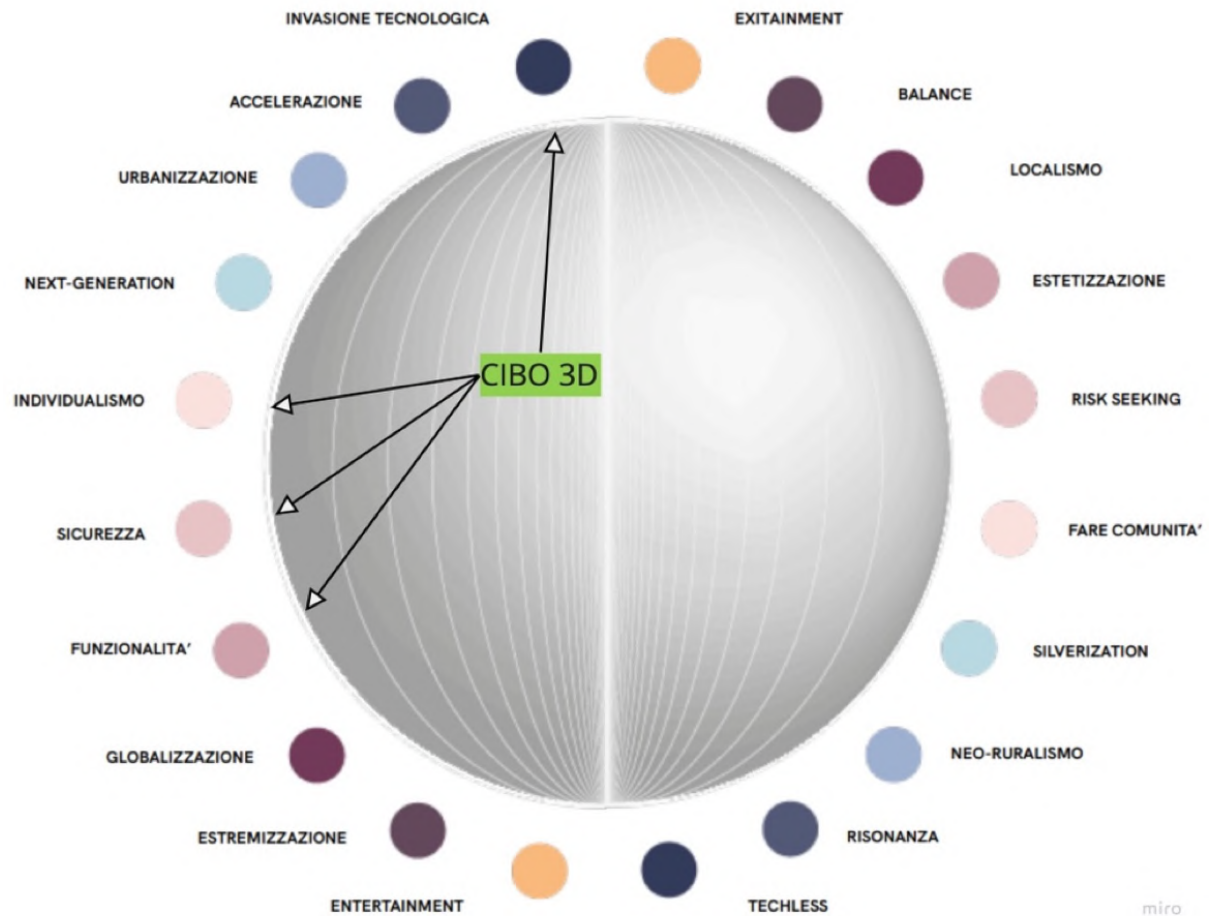 INVASIONE TECNOLOGICA
EXITAINMENT
ACCELERAZIONE
BALANCE
URBANIZZAZIONE
LOCALISMO
NEXT-GENERATION
ESTETIZZAZIONE
CIBO 3D
INDIVIDUALISMO
RISK SEEKING
SICUREZZA
FARE COMUNITA'
FUNZIONALITA'
SILVERIZATION
GLOBALIZZAZIONE
NEO-RURALISMO
ESTREMIZZAZIONE
RISONANZA
ENTERTAINMENT
TECHLESS
miro